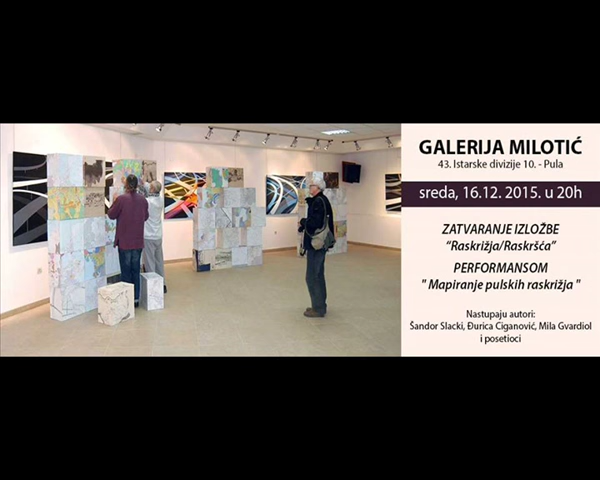 GALERIJA MILOTIĆ
43. Istarske divizije 10. - Pula
sreda, 16.12. 2015. u 20h
ZATVARANJE IZLOŽBE
“Raskrižja/Raskršća”
PERFORMANSOM
" Mapiranje pulskih raskrižja "
Nastupaju autori:
Šandor Slacki, Đurica Ciganović, Mila Gvardiol
i posetioci